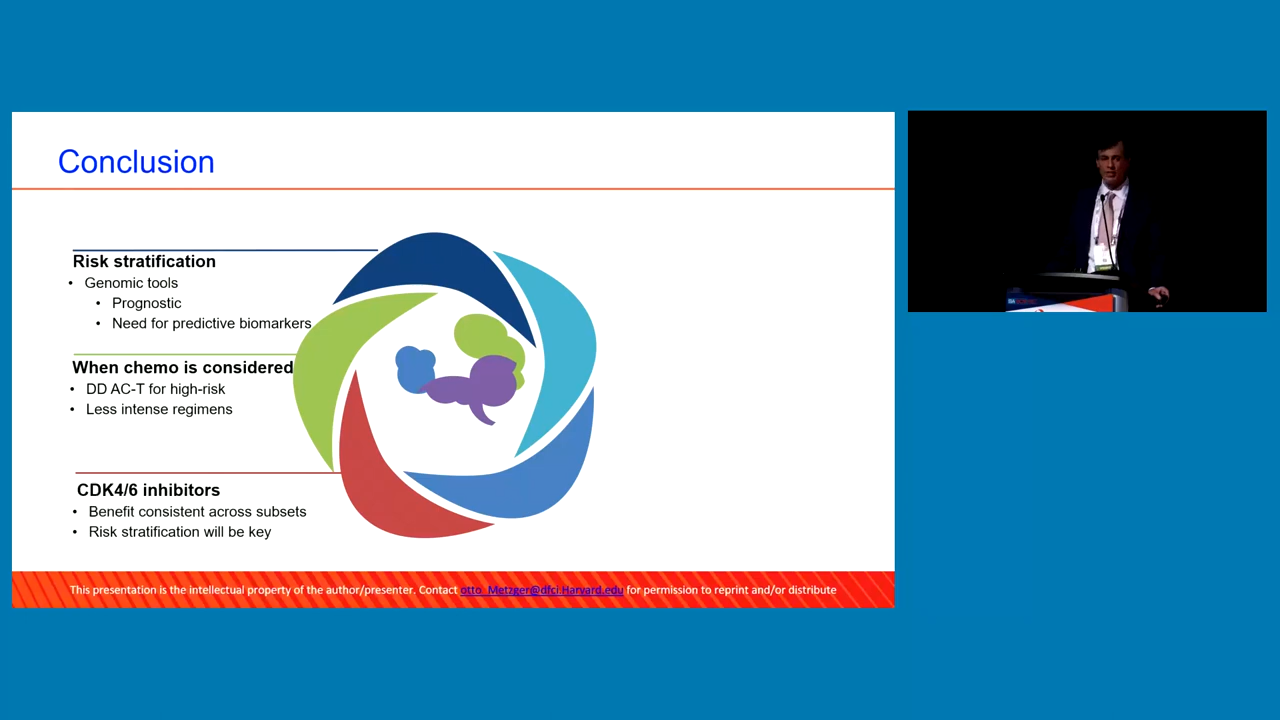 Conclusion
Risk stratification
• Genomic tools
• Prognostic
• Need for predictive biomarkers
When chemo is considered
• DD AC-T for high-risk
• Less intense regimens
CDK4/6 inhibitors
• Benefit consistent across subsets
• Risk stratification will be key
This presentation is the intellectual property of the author/presenter. Contact otto_Metzger@dfci.Harvard.edu for permission to reprint and/or distribute